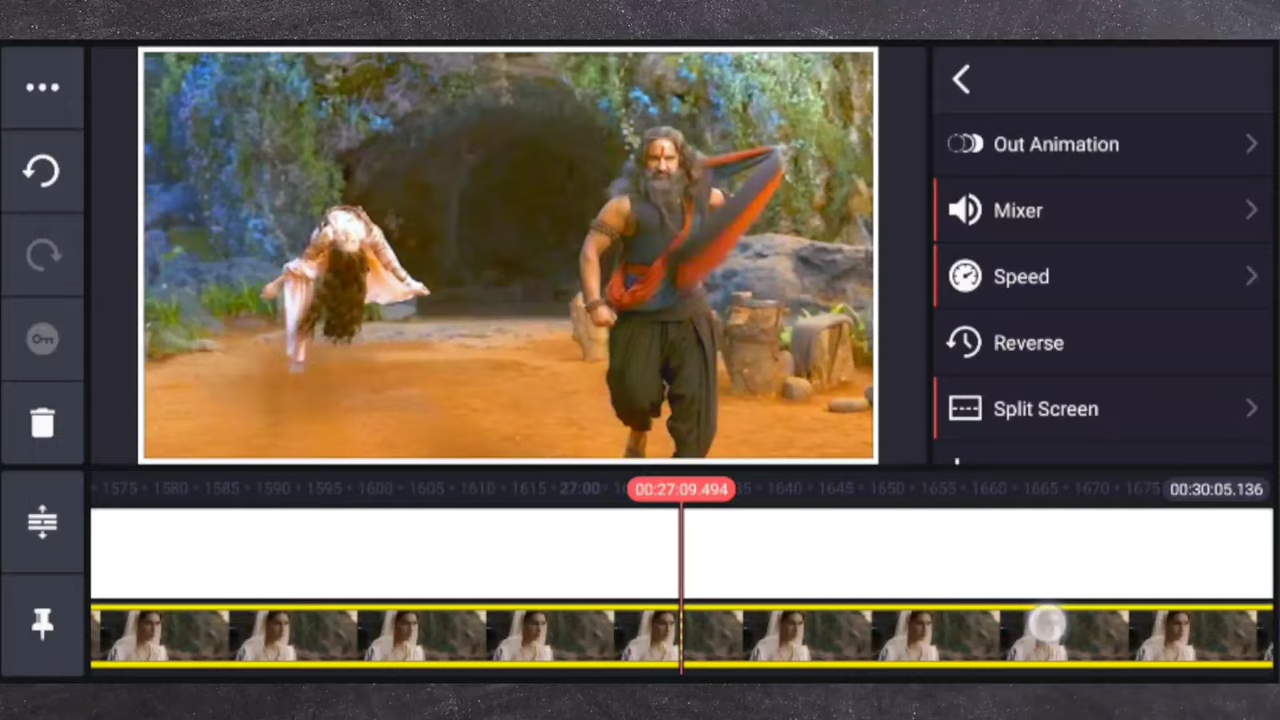 Out Animation
Mixer
Speed
Reverse
Split Screen
1575 1580 1585 1590 1595 1600 1605 1610 1615 27:00 00:27:09.494 1640 1645 1650 1655 1660 1665 1670 1675 00:30:05.136